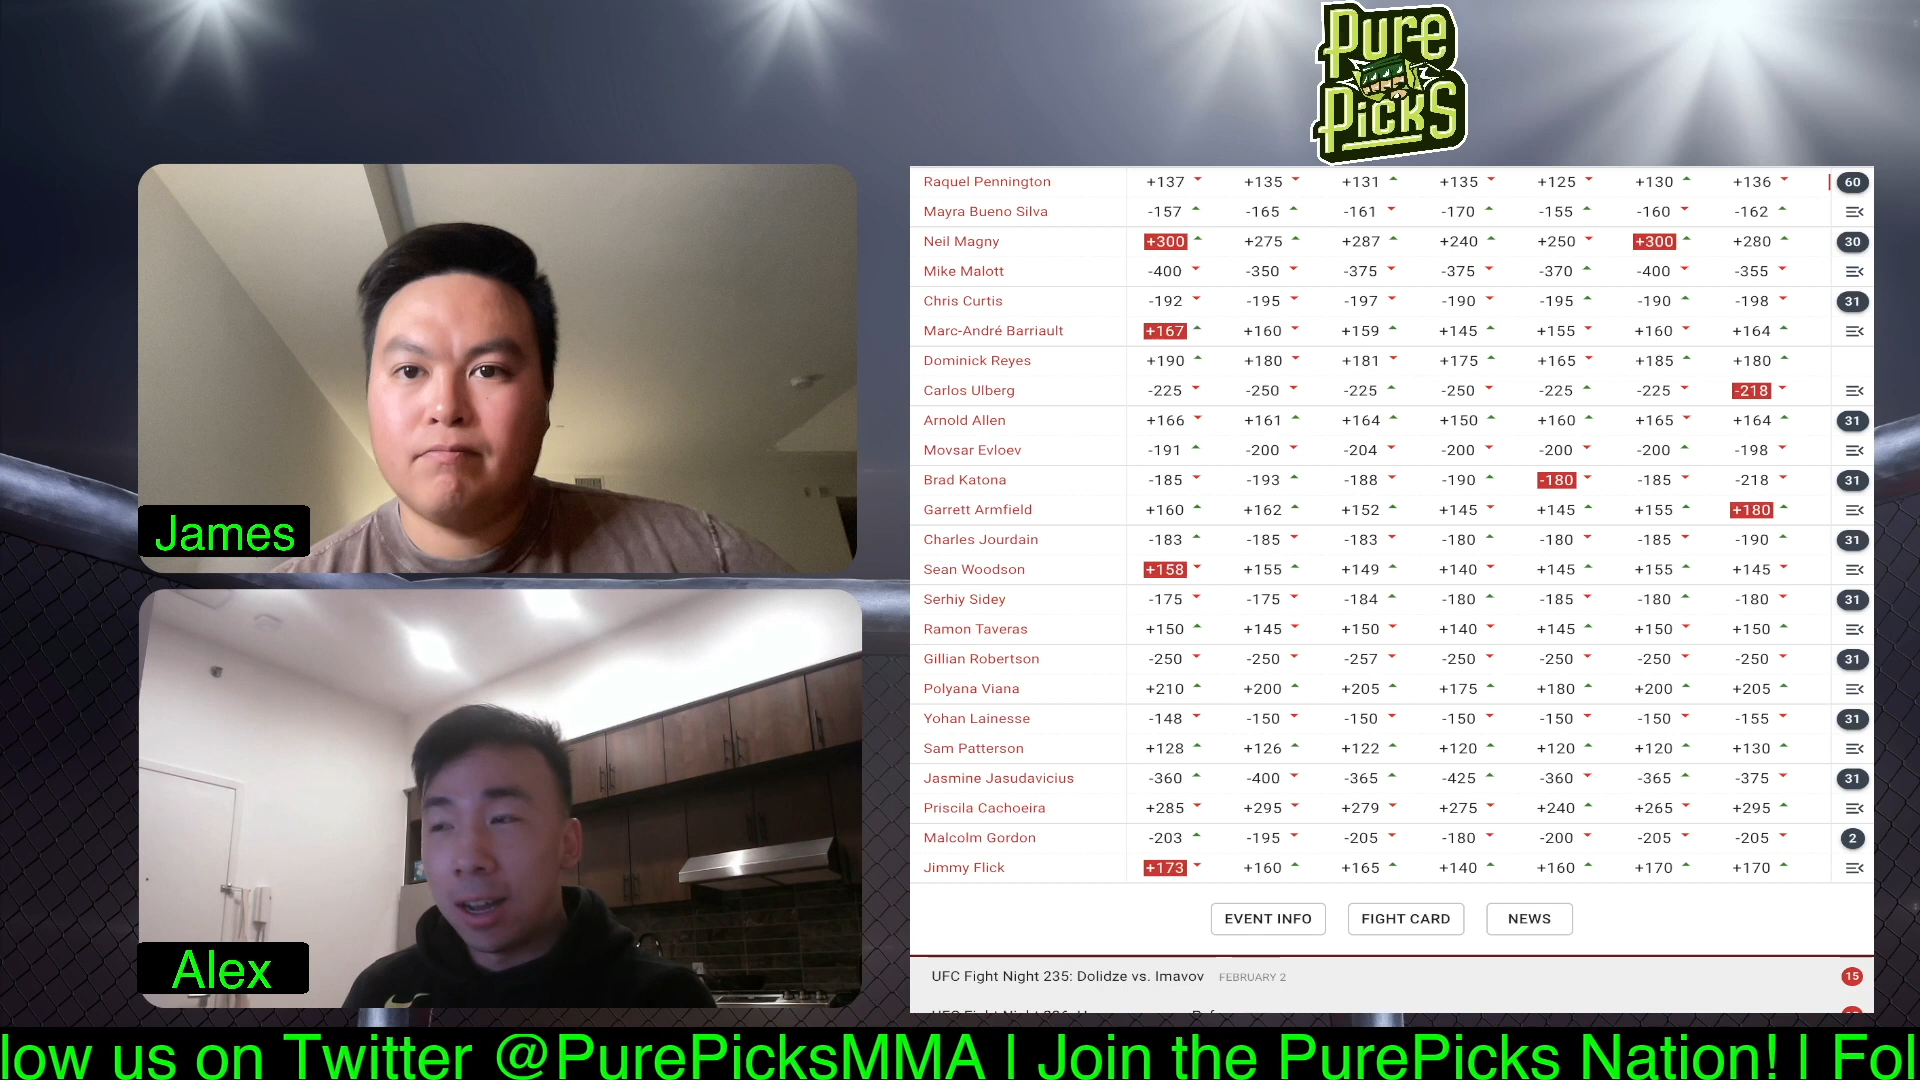 Pure
Picks
James
Alex
Raquel Pennington +137 +135 +131 +135 +125 +130 +136 60
Mayra Bueno Silva -157 -165 -161 -170 -155 -160 -162
Neil Magny +300 +275 +287 +240 +250 +300 +280 30
Mike Malott -400 -350 -375 -375 -370 -400 -355
Chris Curtis -192 -195 -197 -190 -195 -190 -198 31
Marc-André Barriault +167 +160 +159 +145 +155 +160 +164
Dominick Reyes +190 +180 +181 +175 +165 +185 +180
Carlos Ulberg -225 -250 -225 -250 -225 -225 -218
Arnold Allen +166 +161 +164 +150 +160 +165 +164 31
Movsar Evloev -191 -200 -204 -200 -200 -200 -198
Brad Katona -185 -193 -188 -190 -180 -185 -218 31
Garrett Armfield +160 +162 +152 +145 +145 +155 +180
Charles Jourdain -183 -185 -183 -180 -180 -185 -190 31
Sean Woodson +158 +155 +149 +140 +145 +155 +145
Serhiy Sidey -175 -175 -184 -180 -185 -180 -180 31
Ramon Taveras +150 +145 +150 +140 +145 +150 +150
Gillian Robertson -250 -250 -257 -250 -250 -250 -250 31
Polyana Viana +210 +200 +205 +175 +180 +200 +205
Yohan Lainesse -148 -150 -150 -150 -150 -150 -155 31
Sam Patterson +128 +126 +122 +120 +120 +120 +130
Jasmine Jasudavicius -360 -400 -365 -425 -360 -365 -375 31
Priscila Cachoeira +285 +295 +279 +275 +240 +265 +295
Malcolm Gordon -203 -195 -205 -180 -200 -205 -205 2
Jimmy Flick +173 +160 +165 +140 +160 +170 +170
EVENT INFO FIGHT CARD NEWS
UFC Fight Night 235: Dolidze vs. Imavov FEBRUARY 2 15
low us on Twitter @PurePicksMMA | Join the PurePicks Nation! | Fol